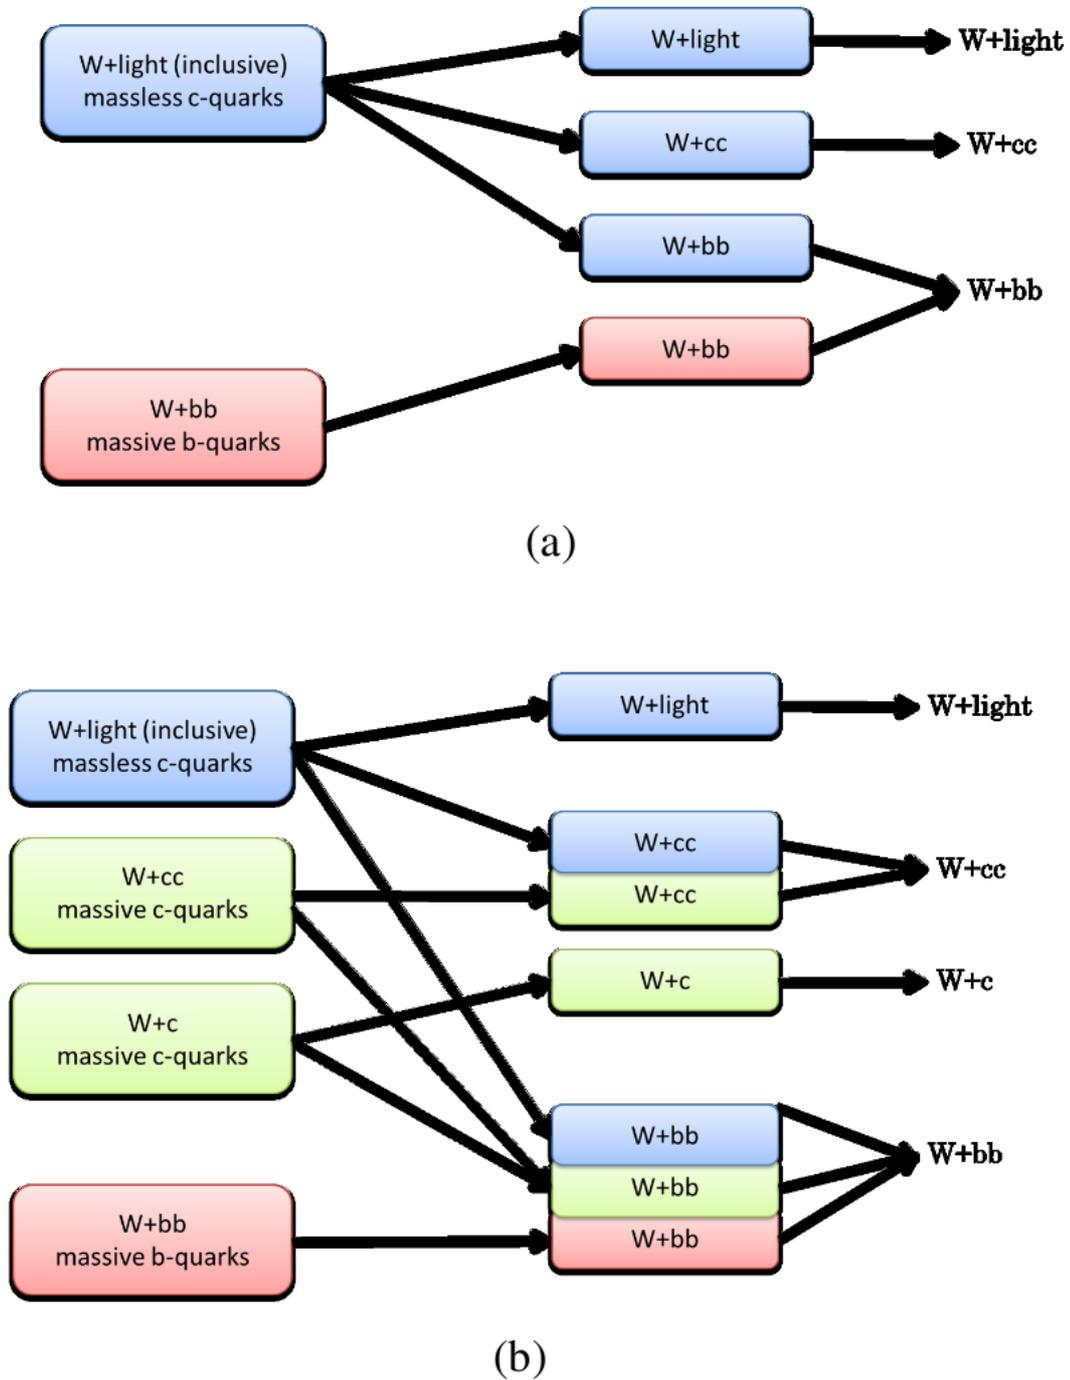 W+light (inclusive)
massless c-quarks
W+light
W+light
W+cc
W+cc
W+bb
W+bb
W+bb
W+bb
massive b-quarks
(a)
W+light (inclusive)
massless c-quarks
W+light
W+light
W+cc
massive c-quarks
W+cc
W+cc
W+cc
W+c
massive c-quarks
W+c
W+c
W+bb
massive b-quarks
W+bb
W+bb
W+bb
W+bb
(b)